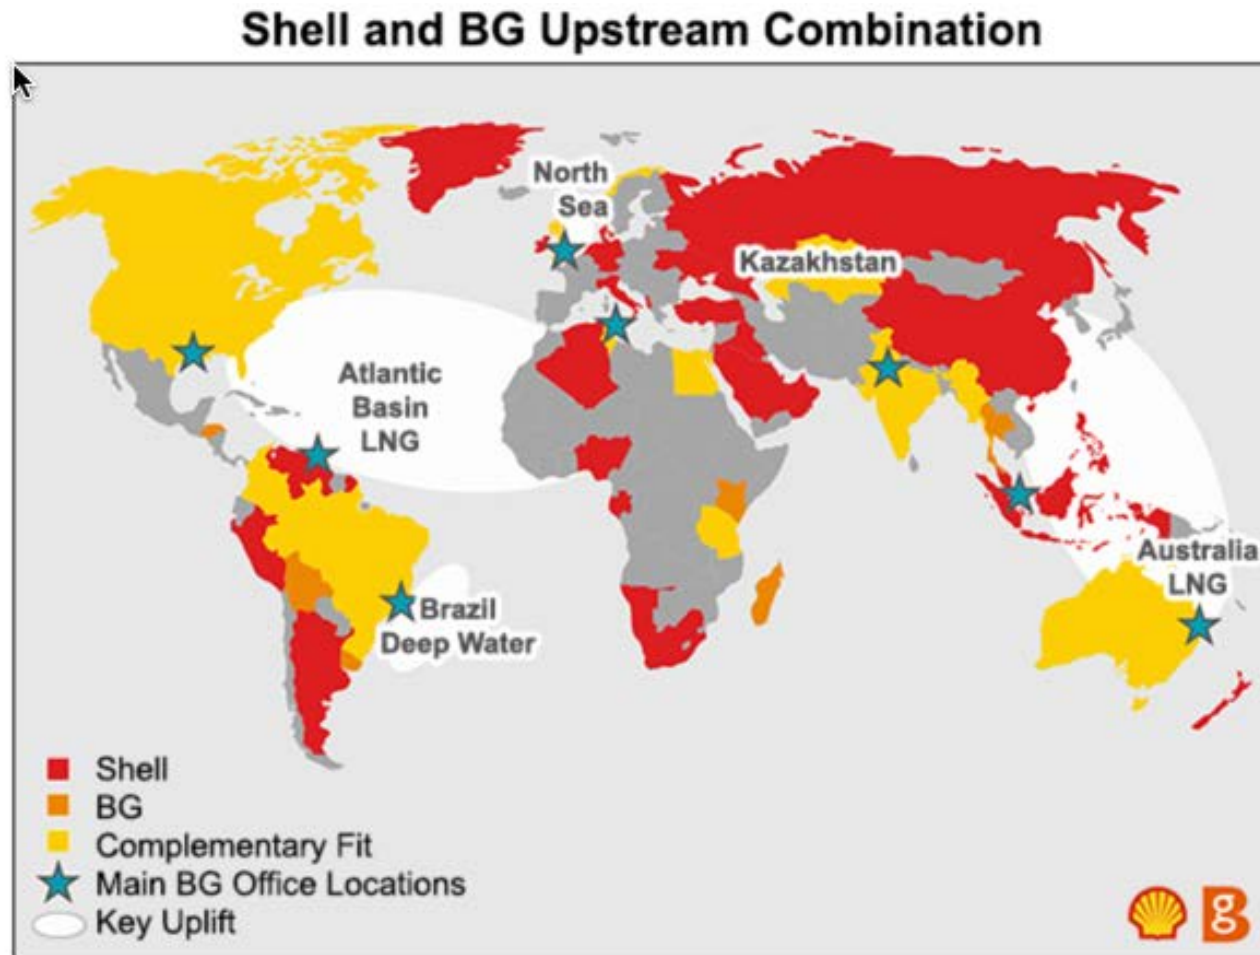 Shell and BG Upstream Combination
North
Sea
Kazakhstan
Atlantic
Basin
LNG
Australia
LNG
Brazil
Deep Water
Shell
BG
Complementary Fit
Main BG Office Locations
Key Uplift
g